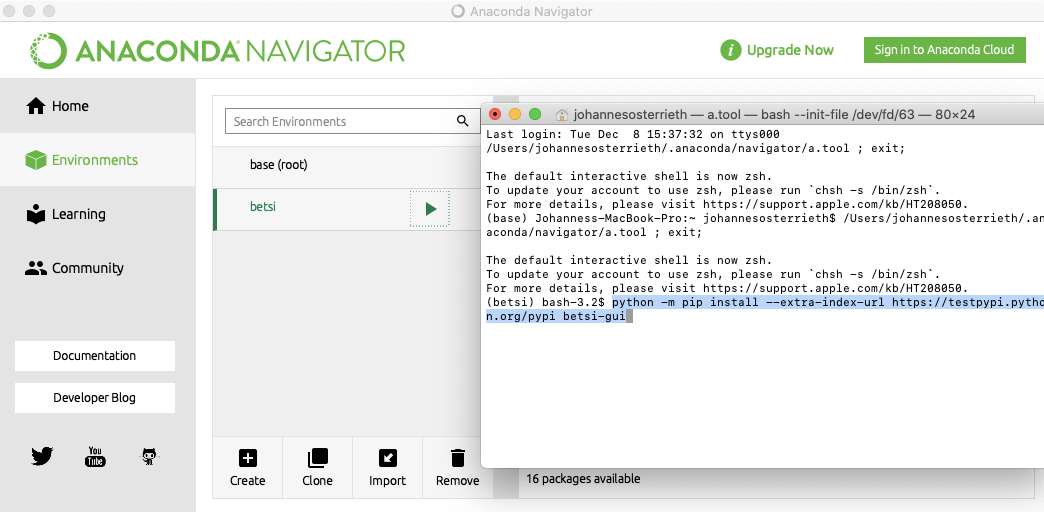 Anaconda Navigator
ANACONDA NAVIGATOR
i Upgrade Now
Sign in to Anaconda Cloud
Home
Environments
Learning
Community
Documentation
Developer Blog
You
Tube
Search Environments
base (root)
betsi
Create
Clone
Import
Remove
16 packages available
johannesosterrieth — a.tool — bash --init-file /dev/fd/63 — 80×24
Last login: Tue Dec  8 15:37:32 on ttys000
/Users/johannesosterrieth/.anaconda/navigator/a.tool ; exit;
The default interactive shell is now zsh.
To update your account to use zsh, please run `chsh -s /bin/zsh`.
For more details, please visit https://support.apple.com/kb/HT208050.
(base) Johanness-MacBook-Pro:~ johannesosterrieth$ /Users/johannesosterrieth/.an
aconda/navigator/a.tool ; exit;
The default interactive shell is now zsh.
To update your account to use zsh, please run `chsh -s /bin/zsh`.
For more details, please visit https://support.apple.com/kb/HT208050.
(betsi) bash-3.2$ python -m pip install --extra-index-url https://testpypi.pytho
n.org/pypi betsi-gui